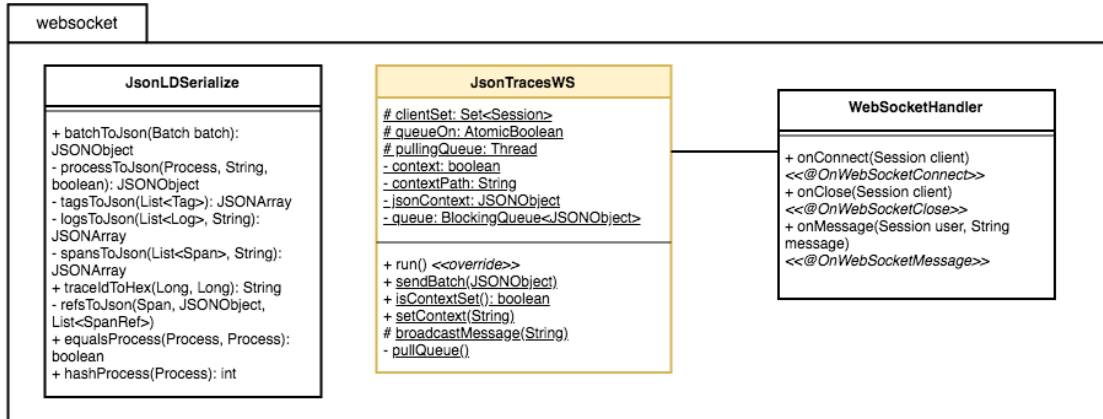 websocket
JsonLDSerialize
+ batchToJson(Batch batch):
JSONObject
- processToJson(Process, String,
boolean): JSONObject
- tagsToJson(List<Tag>): JSONArray
- logsToJson(List<Log>, String):
JSONArray
- spansToJson(List<Span>, String):
JSONArray
+ traceIdToHex(Long, Long): String
- refsToJson(Span, JSONObject,
List<SpanRef>)
+ equalsProcess(Process, Process):
boolean
+ hashProcess(Process): int
JsonTracesWS
# clientSet: Set<Session>
# queueOn: AtomicBoolean
# pullingQueue: Thread
- context: boolean
- contextPath: String
- jsonContext: JSONObject
- queue: BlockingQueue<JSONObject>
+ run() <<override>>
+ sendBatch(JSONObject)
+ isContextSet(): boolean
+ setContext(String)
# broadcastMessage(String)
- pullQueue()
WebSocketHandler
+ onConnect(Session client)
<<@OnWebSocketConnect>>
+ onClose(Session client)
<<@OnWebSocketClose>>
+ onMessage(Session user, String
message)
<<@OnWebSocketMessage>>